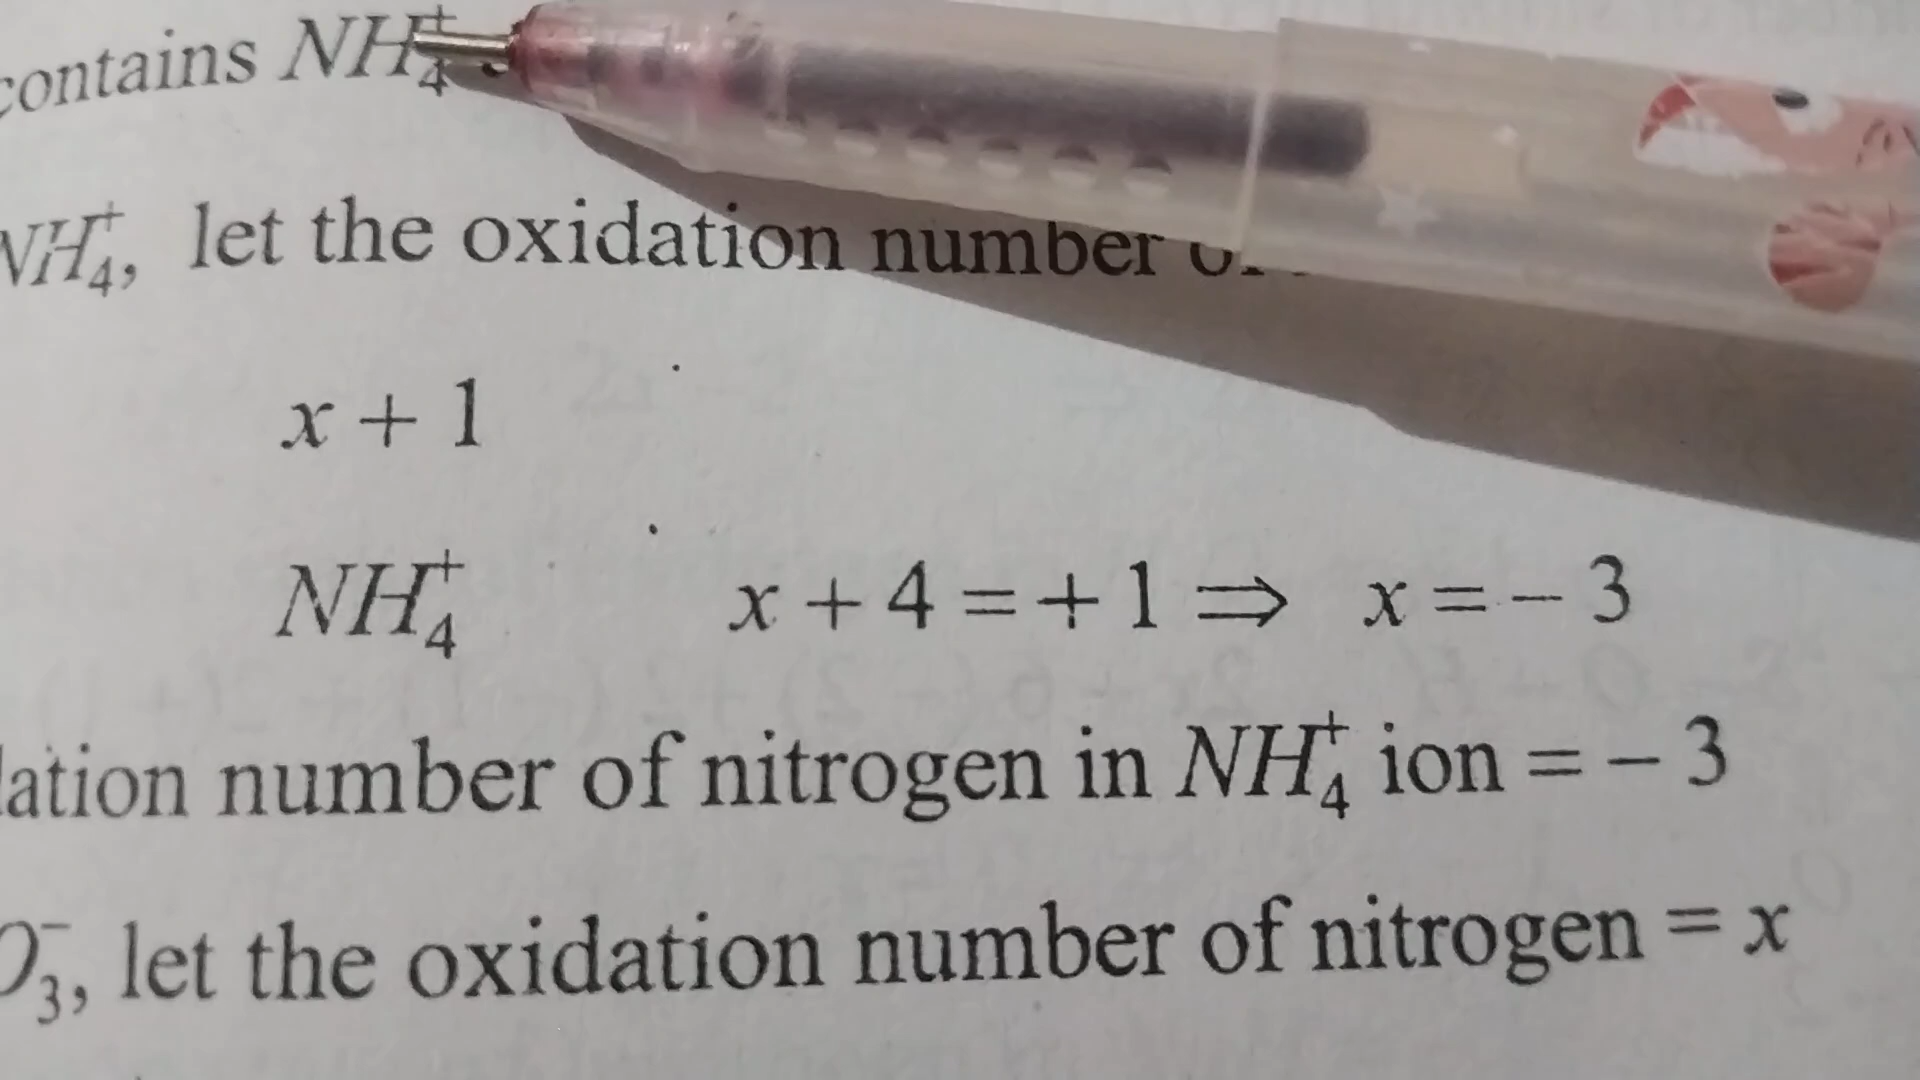 contains NH₄⁺
NH₄⁺, let the oxidation number
x + 1
NH₄⁺ x + 4 = + 1 ⇒ x = – 3
lation number of nitrogen in NH₄⁺ ion = – 3
O₃⁻, let the oxidation number of nitrogen = x